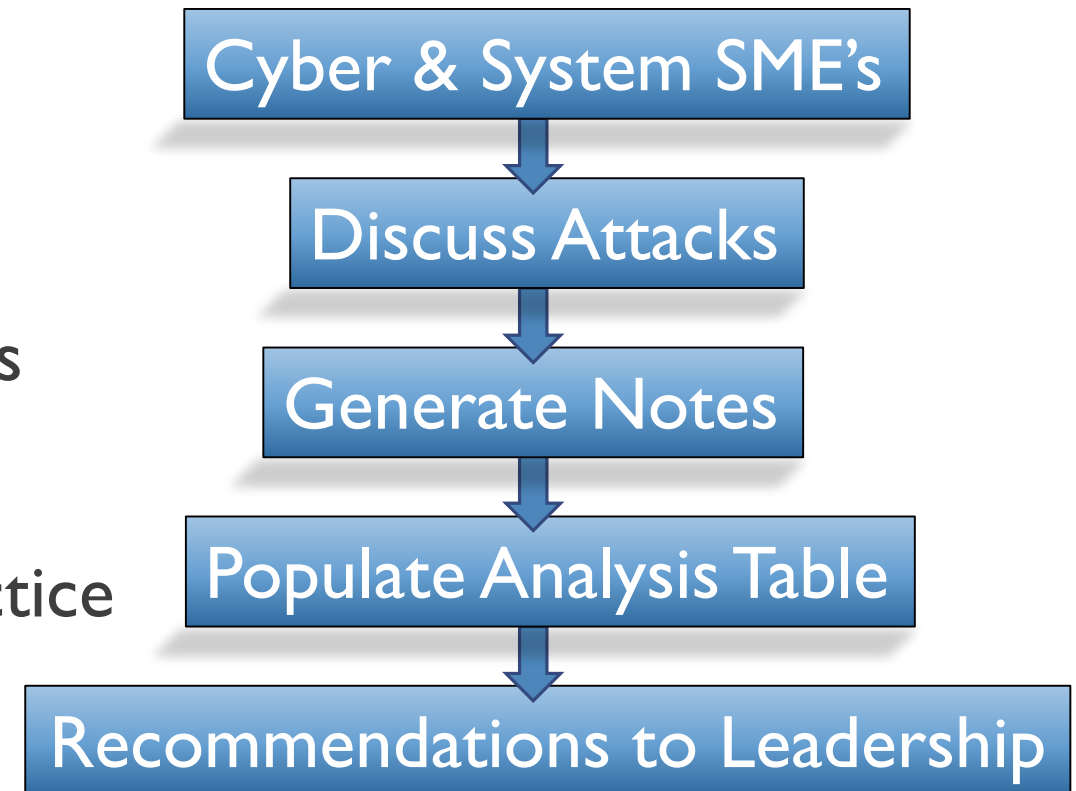 Cyber & System SME's
Discuss Attacks
Generate Notes
Populate Analysis Table
Recommendations to Leadership